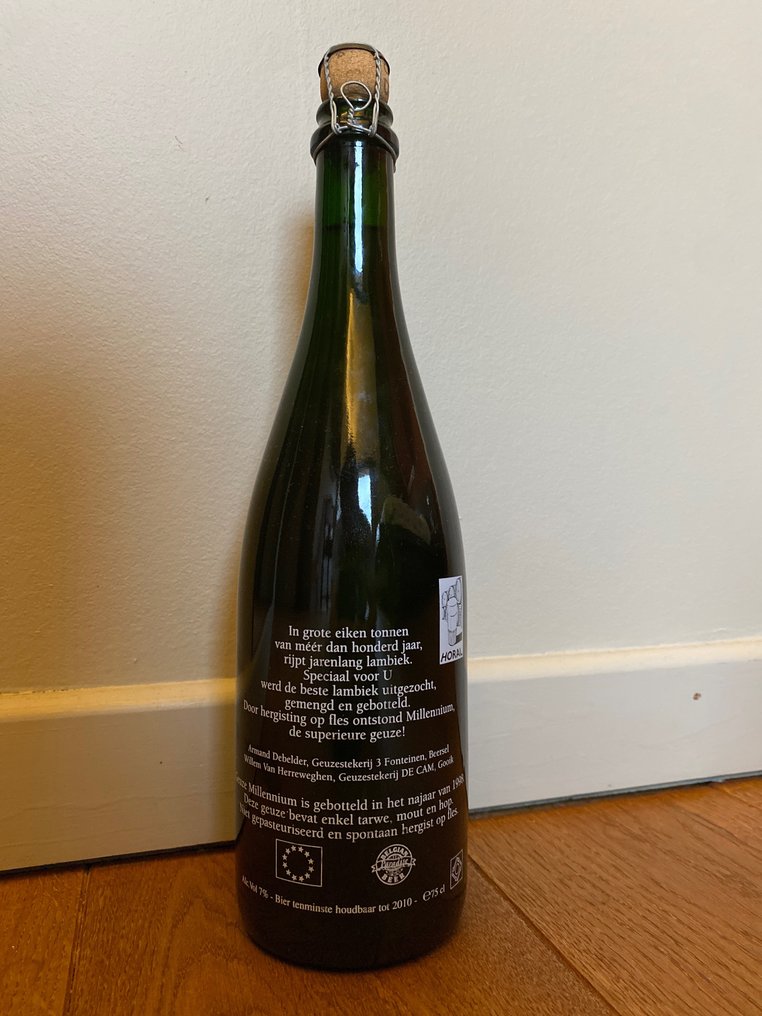 HORAL
In grote eiken tonnen
van méér dan honderd jaar,
rijpt jarenlang lambiek.
Speciaal voor U
werd de beste lambiek uitgezocht,
gemengd en gebotteld.
Door hergisting op fles ontstond Millennium,
de superieure geuze!
Armand Debelder, Geuzestekerij 3 Fonteinen, Beersel
Willem Van Herreweghen, Geuzestekerij DE CAM, Gooik
Millennium is gebotteld in het najaar van 1998.
Deze geuze bevat enkel tarwe, mout en hop.
Niet gepasteuriseerd en spontaan hergist op fles.
BELGIAN
Paradise
BEER
Alc Vol 7% - Bier tenminste houdbaar tot 2010 - ℮75 cl